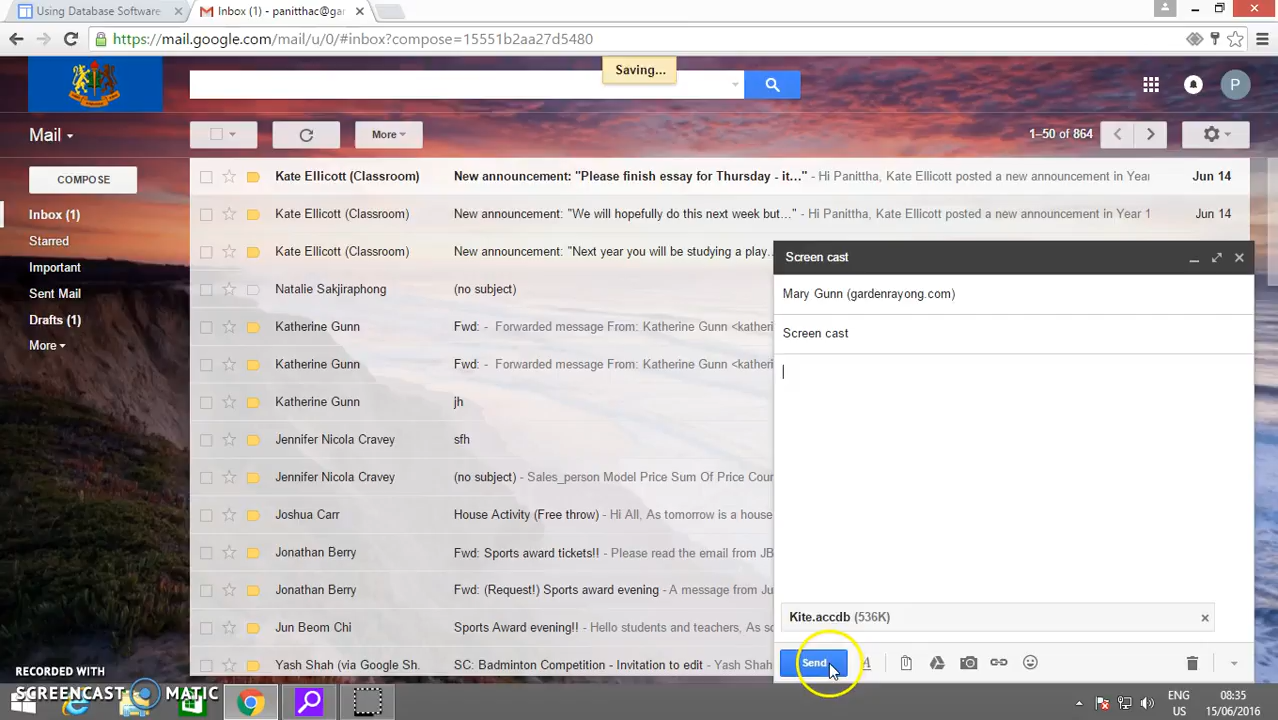 Using Database Software
Inbox (1) - panitthac@gar
https://mail.google.com/mail/u/0/#inbox?compose=15551b2aa27d5480
Saving...
P
Mail
More
1–50 of 864
COMPOSE
Inbox (1)
Starred
Important
Sent Mail
Drafts (1)
More
Kate Ellicott (Classroom) New announcement: "Please finish essay for Thursday - it..." - Hi Panittha, Kate Ellicott posted a new announcement in Year Jun 14
Kate Ellicott (Classroom) New announcement: "We will hopefully do this next week but..." - Hi Panittha, Kate Ellicott posted a new announcement in Year 1 Jun 14
Kate Ellicott (Classroom) New announcement: "Next year you will be studying a play...
Natalie Sakjiraphong (no subject)
Katherine Gunn Fwd: - Forwarded message From: Katherine Gunn <katheri
Katherine Gunn Fwd: - Forwarded message From: Katherine Gunn <katheri
Katherine Gunn jh
Jennifer Nicola Cravey sfh
Jennifer Nicola Cravey (no subject) - Sales_person Model Price Sum Of Price Cour
Joshua Carr House Activity (Free throw) - Hi All, As tomorrow is a house
Jonathan Berry Fwd: Sports award tickets!! - Please read the email from JB
Jonathan Berry Fwd: (Request!) Sports award evening - A message from Ju
Jun Beom Chi Sports Award evening!! - Hello students and teachers, As so
Yash Shah (via Google Sh. SC: Badminton Competition - Invitation to edit - Yash Shah
Screen cast
Mary Gunn (gardenrayong.com)
Screen cast
Kite.accdb (536K)
Send
A
RECORDED WITH
SCREENCAST MATIC
ENG
US
08:35
15/06/2016